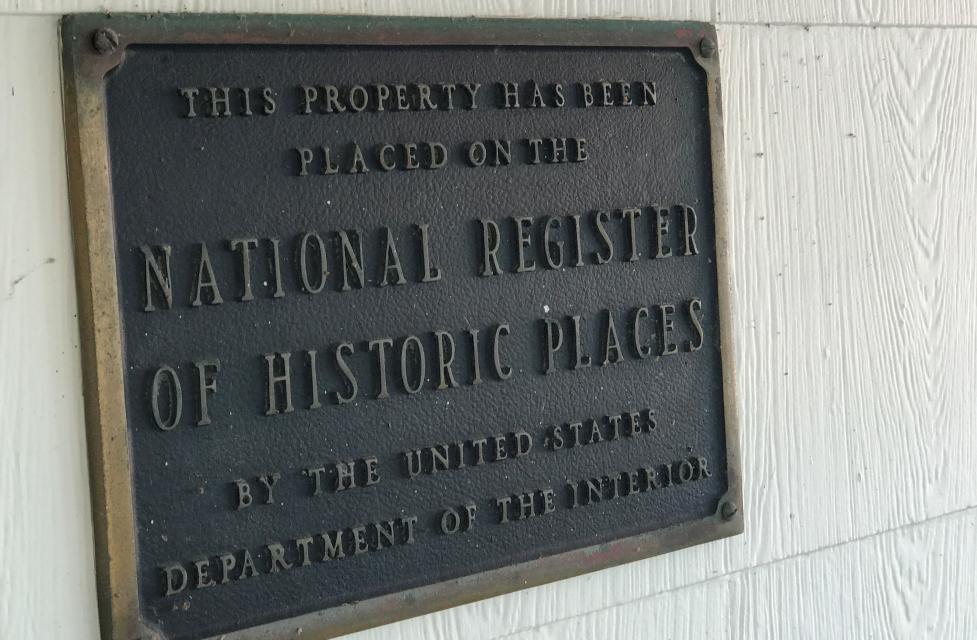 THIS PROPERTY HAS BEEN
PLACED ON THE
NATIONAL REGISTER
OF HISTORIC PLACES
BY THE UNITED STATES
DEPARTMENT OF THE INTERIOR